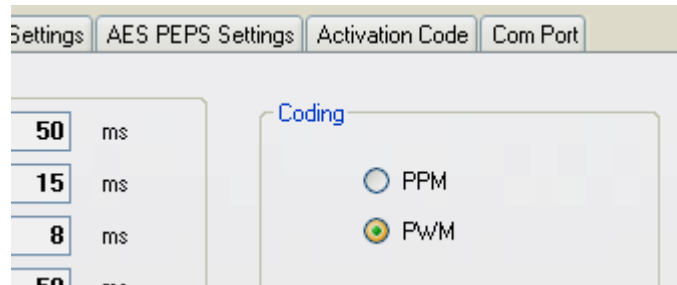 Settings AES PEPS Settings Activation Code Com Port
Coding
50 ms
15 ms
PPM
8 ms
PWM